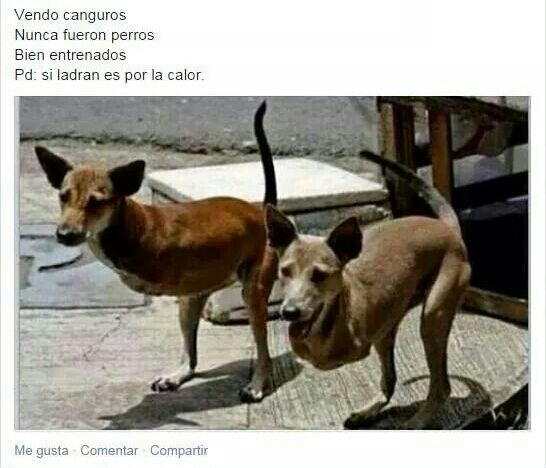 Vendo canguros
Nunca fueron perros
Bien entrenados
Pd: si ladran es por la calor.
Me gusta · Comentar · Compartir